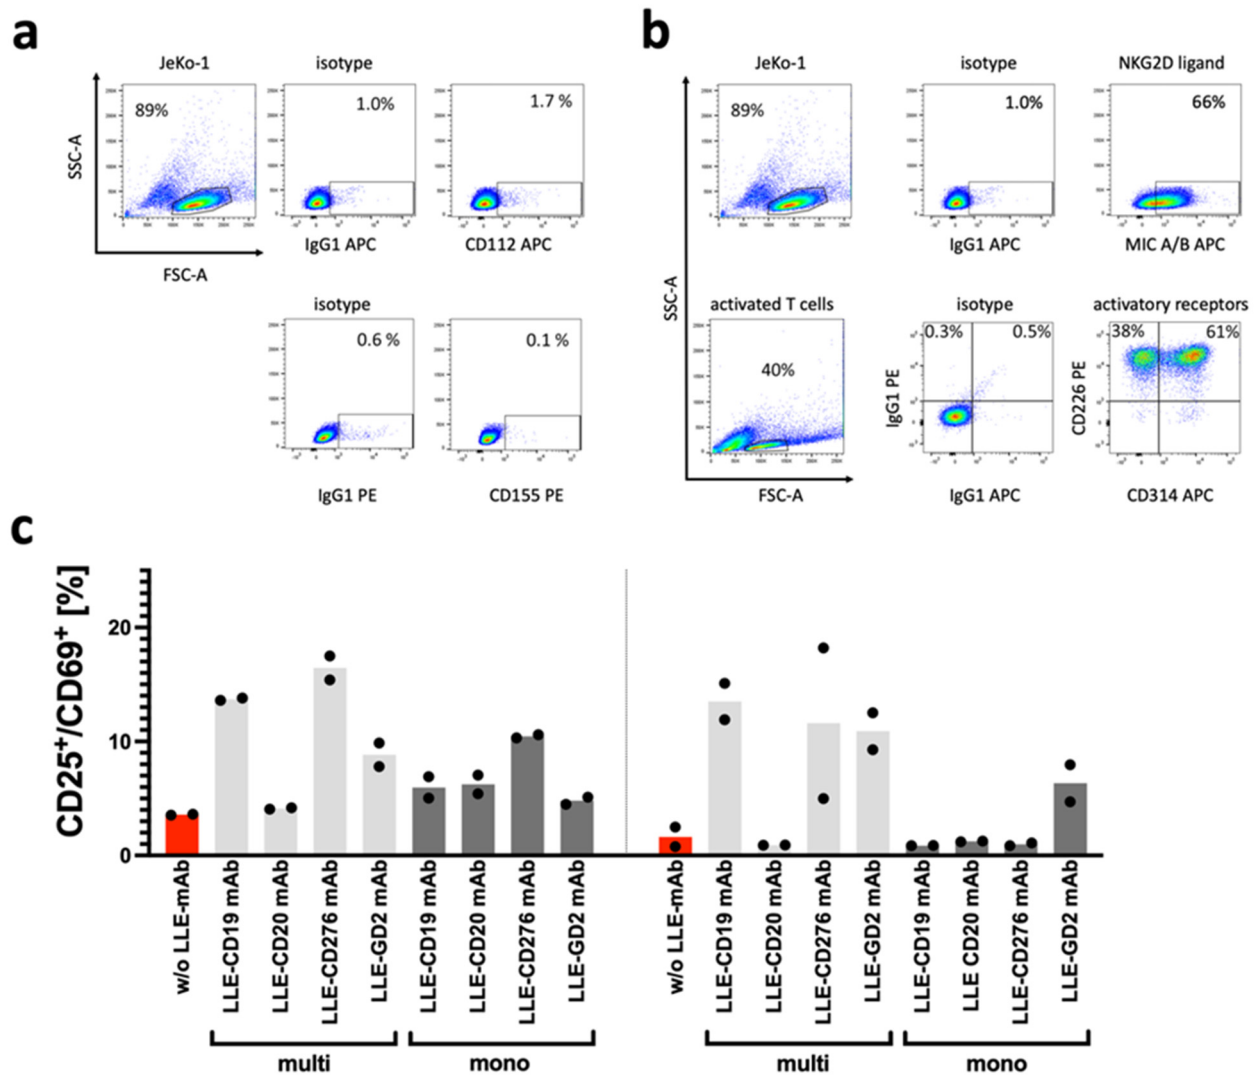 a
b
JeKo-1
isotype
89%
1.0%
1.7 %
SSC-A
IgG1 APC
CD112 APC
FSC-A
isotype
0.6 %
0.1 %
IgG1 PE
CD155 PE
JeKo-1
isotype
NKG2D ligand
89%
1.0%
66%
IgG1 APC
MIC A/B APC
SSC-A
activated T cells
isotype
activatory receptors
40%
0.3%
0.5%
38%
61%
IgG1 PE
CD226 PE
FSC-A
IgG1 APC
CD314 APC
c
CD25+/CD69+ [%]
20
10
0
w/o LLE-mAb
LLE-CD19 mAb
LLE-CD20 mAb
LLE-CD276 mAb
LLE-GD2 mAb
LLE-CD19 mAb
LLE-CD20 mAb
LLE-CD276 mAb
LLE-GD2 mAb
w/o LLE-mAb
LLE-CD19 mAb
LLE-CD20 mAb
LLE-CD276 mAb
LLE-GD2 mAb
LLE-CD19 mAb
LLE CD20 mAb
LLE-CD276 mAb
LLE-GD2 mAb
multi
mono
multi
mono